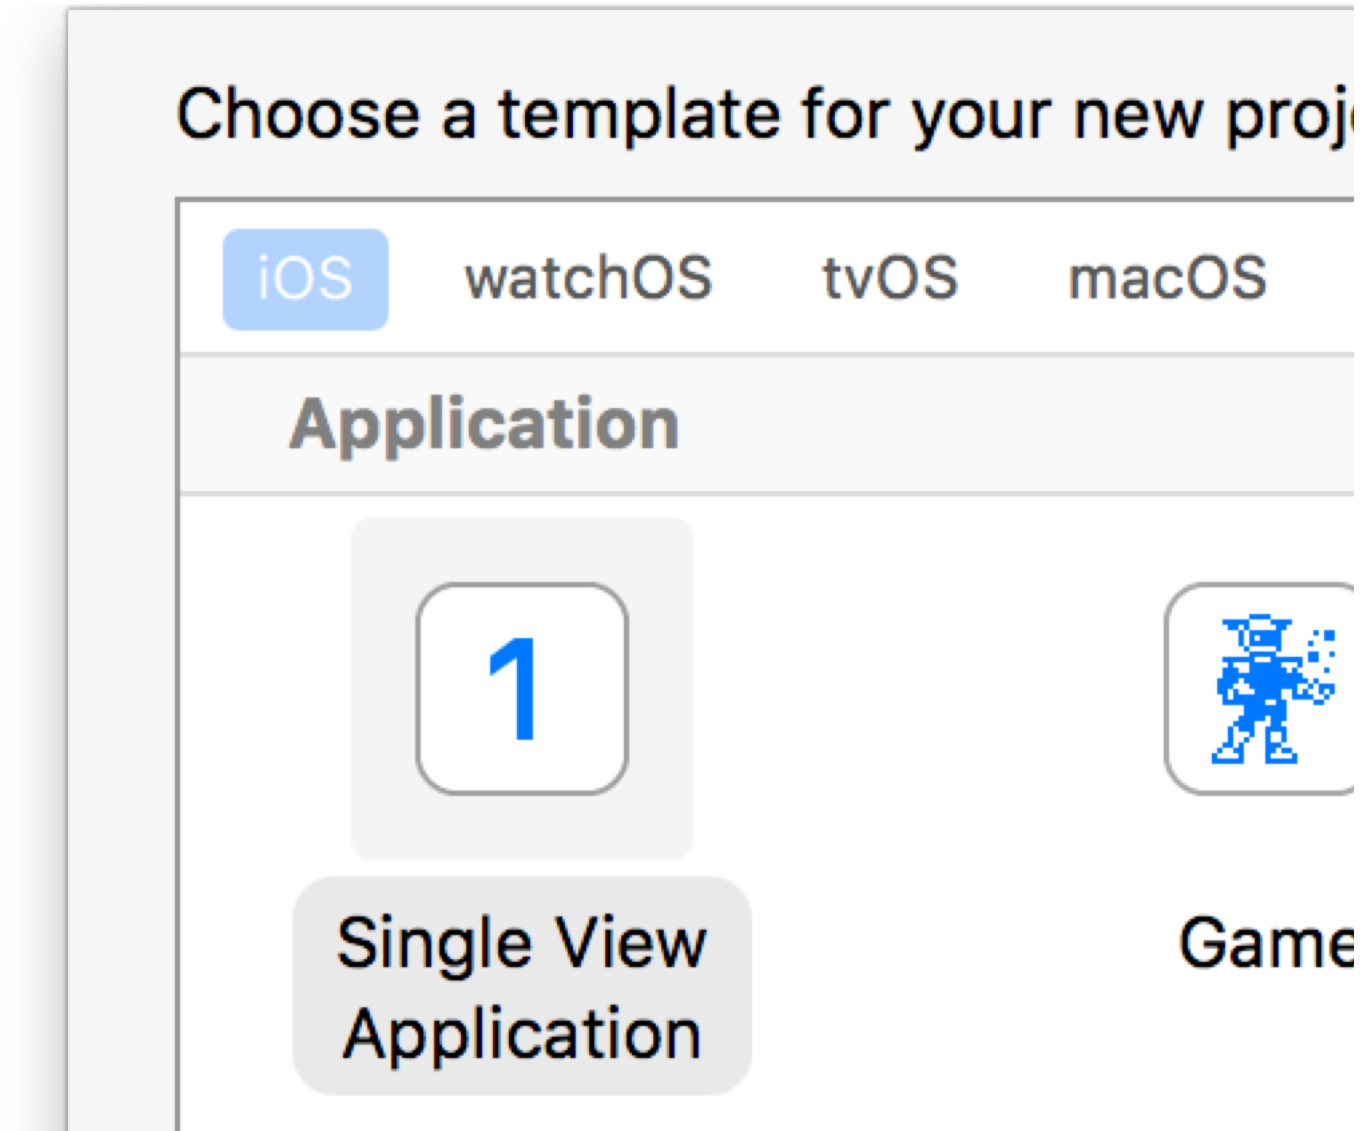 Choose a template for your new proj
iOS watchOS tvOS macOS
Application
1
Single View
Application
Game